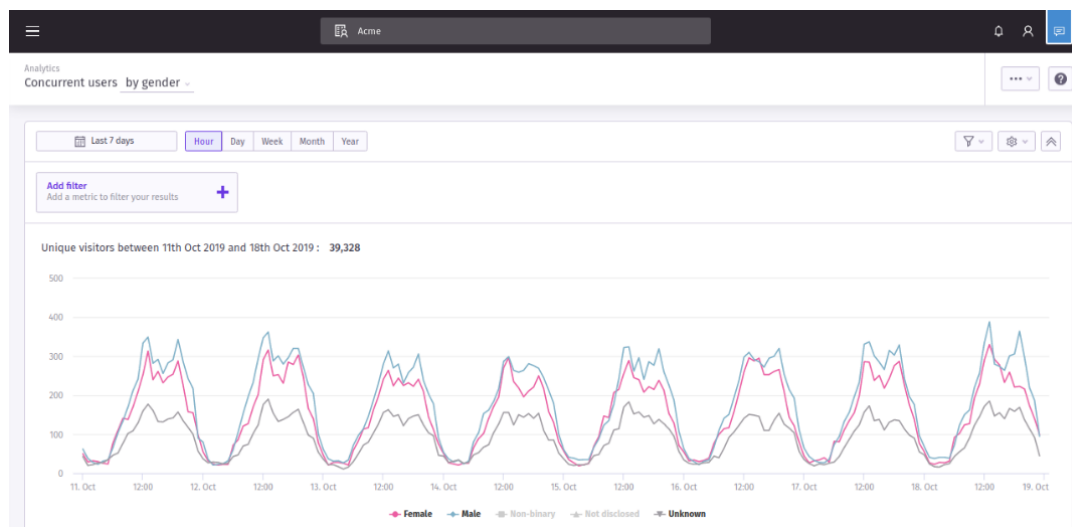 Acme
Analytics
Concurrent users by gender
Last 7 days Hour Day Week Month Year
Add filter
Add a metric to filter your results
Unique visitors between 11th Oct 2019 and 18th Oct 2019 : 39,328
500
400
300
200
100
0
11. Oct 12:00 12. Oct 12:00 13. Oct 12:00 14. Oct 12:00 15. Oct 12:00 16. Oct 12:00 17. Oct 12:00 18. Oct 12:00 19. Oct
Female Male Non-binary Not disclosed Unknown